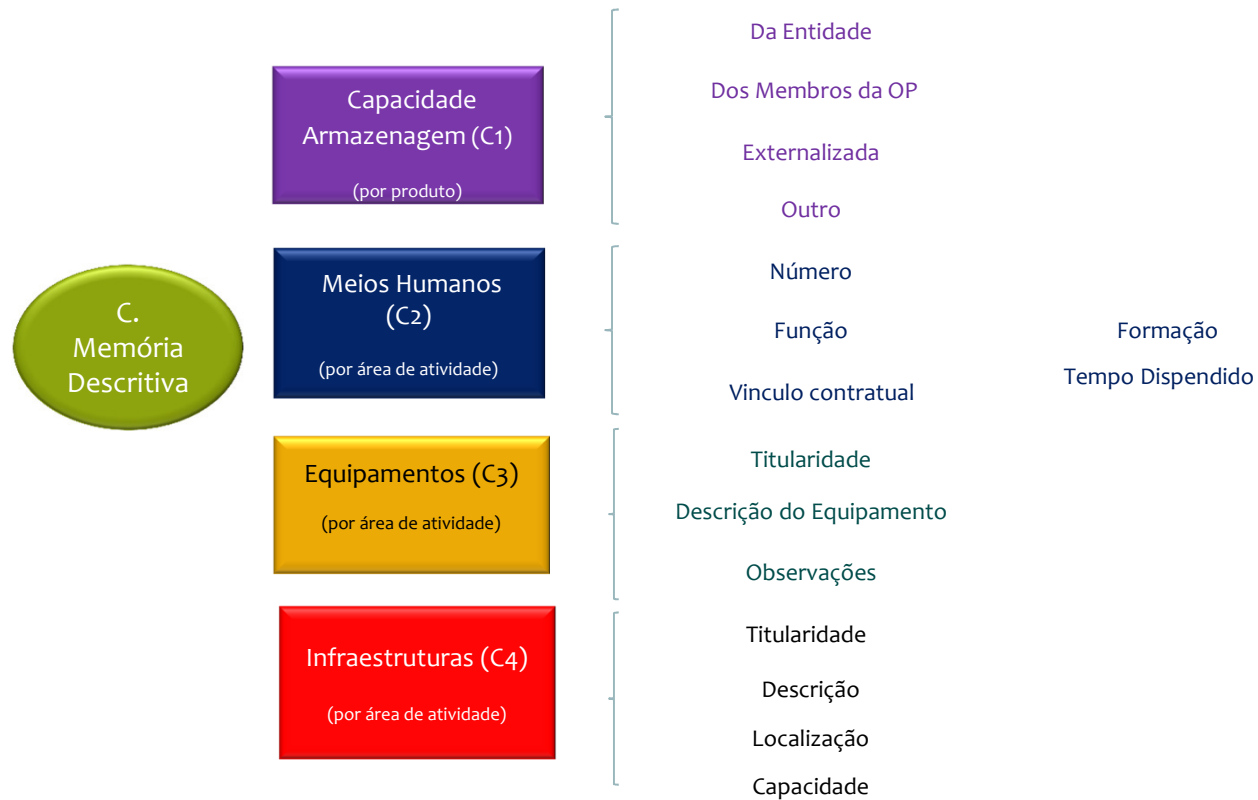 C.
Memória
Descritiva
Capacidade
Armazenagem (C1)
(por produto)
Da Entidade
Dos Membros da OP
Externalizada
Outro
Meios Humanos
(C2)
(por área de atividade)
Número
Função
Vinculo contratual
Formação
Tempo Dispendido
Equipamentos (C3)
(por área de atividade)
Titularidade
Descrição do Equipamento
Observações
Infraestruturas (C4)
(por área de atividade)
Titularidade
Descrição
Localização
Capacidade